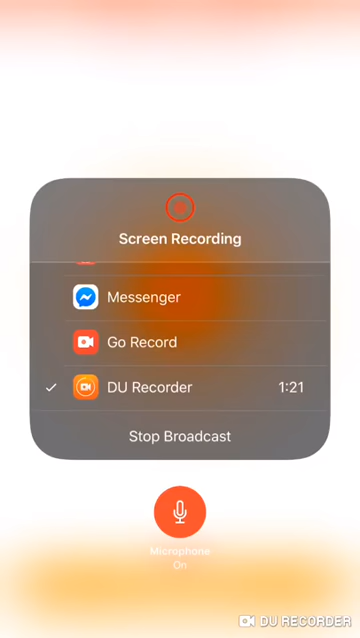 Screen Recording
Messenger
Go Record
DU Recorder 1:21
Stop Broadcast
Microphone
On
DU RECORDER